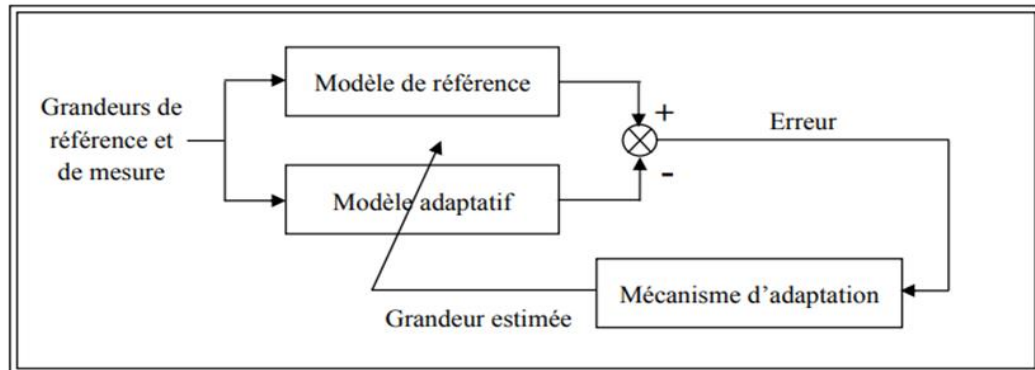 Grandeurs de
référence et
de mesure
Modèle de référence
Modèle adaptatif
+
-
Erreur
Mécanisme d’adaptation
Grandeur estimée